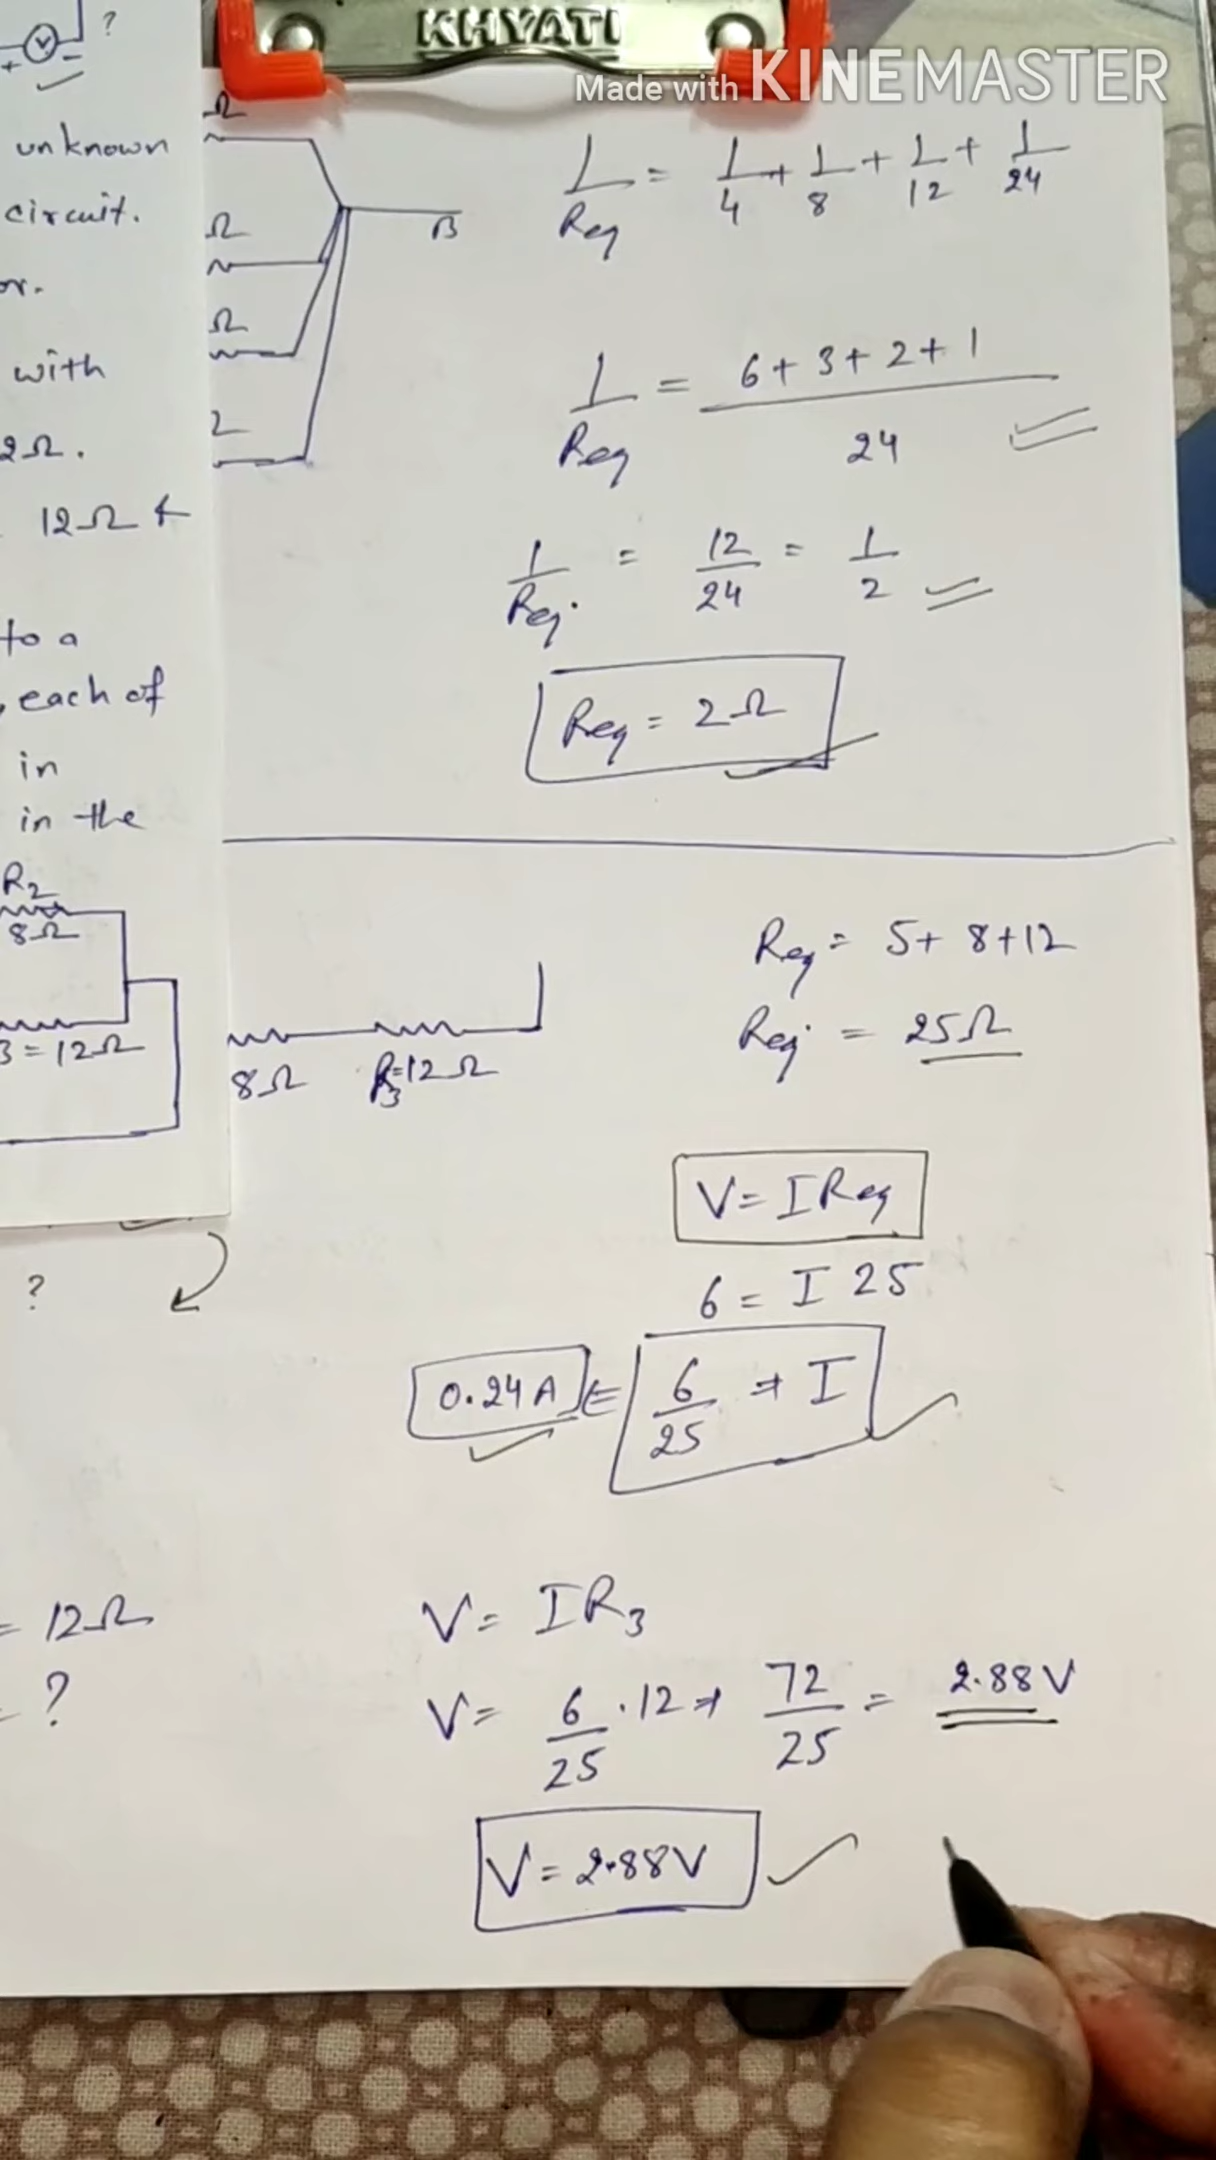 KHYATI
Made with KINEMASTER
?
V
+ -
unknown
circuit.
or.
with
2Ω.
12Ω
to a
each of
in
in the
R2
8Ω
3 = 12Ω
?
= 12Ω
= ?
Ω
Ω
Ω
B
1/Req = 1/4 + 1/8 + 1/12 + 1/24
1/Req = 6+3+2+1/24
1/Req. = 12/24 = 1/2
Req = 2Ω
8Ω R3=12Ω
Req = 5+ 8+12
Req = 25Ω
V = I Req
6 = I 25
0.24A = 6/25 ⇒ I
V = IR3
V = 6/25 . 12 ⇒ 72/25 = 2.88 V
V = 2.88V